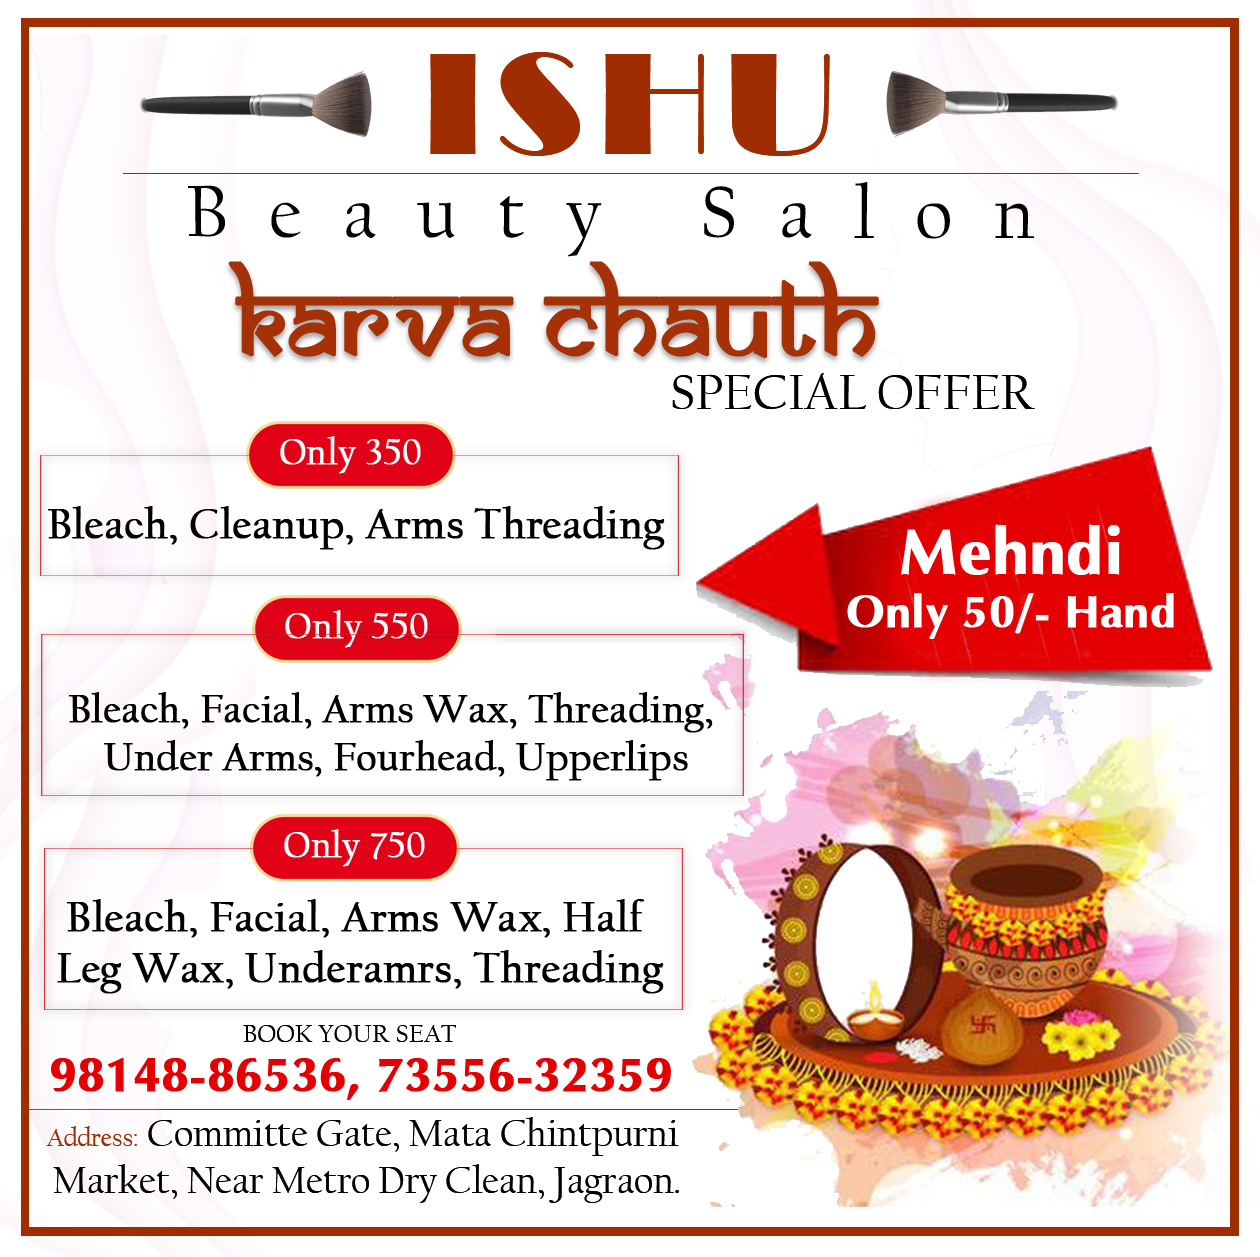 ISHU
Beauty Salon
Karva Chauth
SPECIAL OFFER
Only 350
Bleach, Cleanup, Arms Threading
Mehndi
Only 50/- Hand
Only 550
Bleach, Facial, Arms Wax, Threading,
Under Arms, Fourhead, Upperlips
Only 750
Bleach, Facial, Arms Wax, Half
Leg Wax, Underamrs, Threading
BOOK YOUR SEAT
98148-86536, 73556-32359
Address: Committe Gate, Mata Chintpurni
Market, Near Metro Dry Clean, Jagraon.